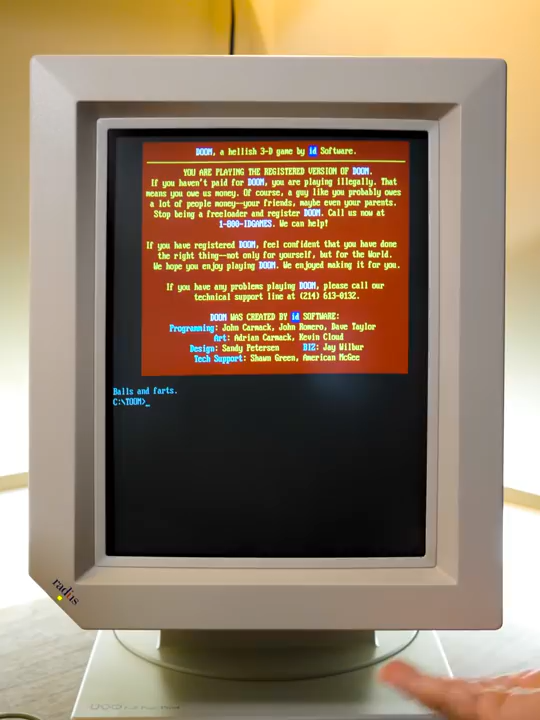 DOOM, a hellish 3-D game by id Software.
YOU ARE PLAYING THE REGISTERED VERSION OF DOOM.
If you haven't paid for DOOM, you are playing illegally. That
means you owe us money. Of course, a guy like you probably owes
a lot of people money--your friends, maybe even your parents.
Stop being a freeloader and register DOOM. Call us now at
1-800-IDGAMES. We can help!
If you have registered DOOM, feel confident that you have done
the right thing--not only for yourself, but for the World.
We hope you enjoy playing DOOM. We enjoyed making it for you.
If you have any problems playing DOOM, please call our
technical support line at (214) 613-0132.
DOOM WAS CREATED BY id SOFTWARE:
Programming: John Carmack, John Romero, Dave Taylor
Art: Adrian Carmack, Kevin Cloud
Design: Sandy Petersen BIZ: Jay Wilbur
Tech Support: Shawn Green, American McGee
Balls and farts.
C:\TOOM>_
radius